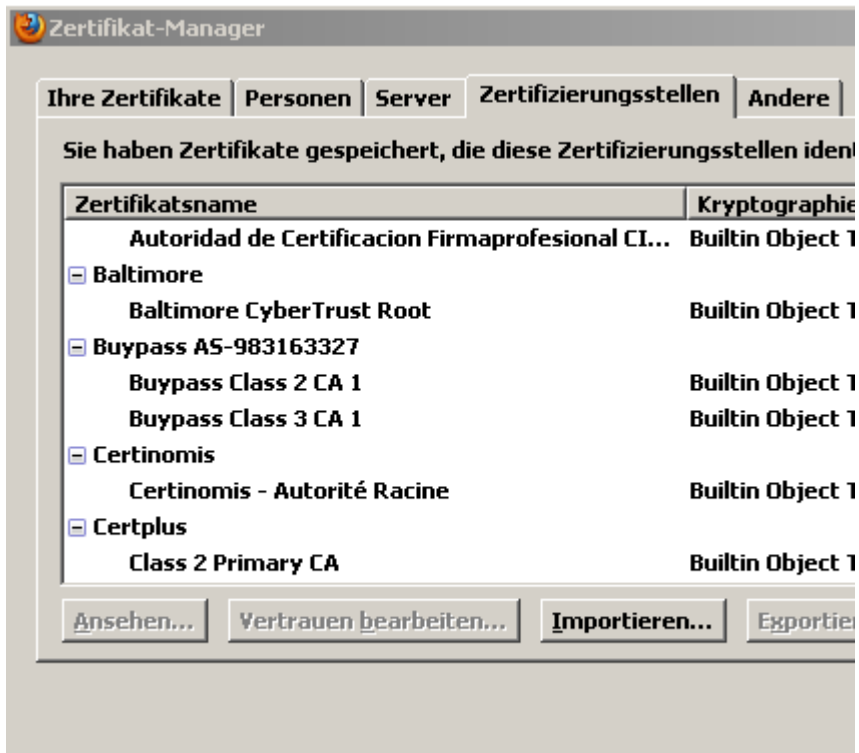 Zertifikat-Manager
Ihre Zertifikate Personen Server Zertifizierungsstellen Andere
Sie haben Zertifikate gespeichert, die diese Zertifizierungsstellen iden
Zertifikatsname Kryptographie
Autoridad de Certificacion Firmaprofesional CI... Builtin Object T
Baltimore
Baltimore CyberTrust Root Builtin Object T
Buypass AS-983163327
Buypass Class 2 CA 1 Builtin Object T
Buypass Class 3 CA 1 Builtin Object T
Certinomis
Certinomis - Autorité Racine Builtin Object T
Certplus
Class 2 Primary CA Builtin Object T
Ansehen... Vertrauen bearbeiten... Importieren... Exportier